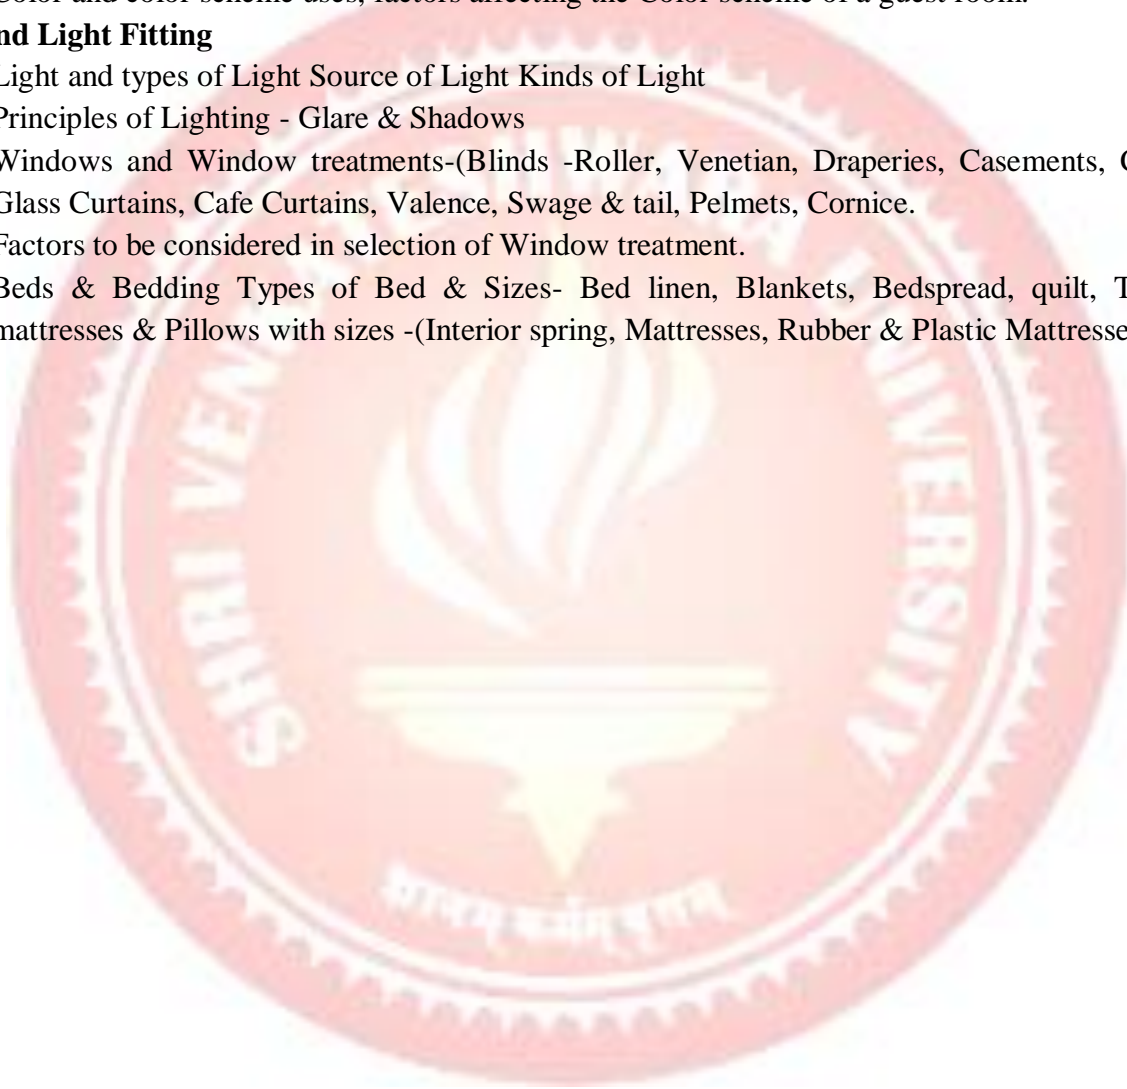 Color and color scheme uses, factors affecting the Color scheme of a guest room.
nd Light Fitting
Light and types of Light Source of Light Kinds of Light
Principles of Lighting - Glare & Shadows
Windows and Window treatments-(Blinds -Roller, Venetian, Draperies, Casements,
Glass Curtains, Cafe Curtains, Valence, Swage & tail, Pelmets, Cornice.
Factors to be considered in selection of Window treatment.
Beds & Bedding Types of Bed & Sizes- Bed linen, Blankets, Bedspread, quilt, T
mattresses & Pillows with sizes -(Interior spring, Mattresses, Rubber & Plastic Mattresse
SHRI VEN WARA UNIVERSITY